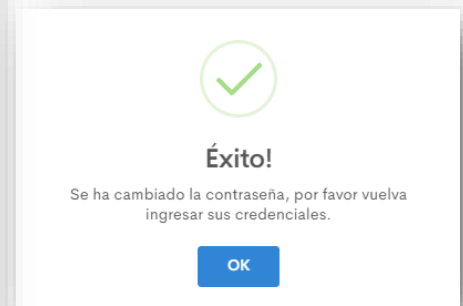 Éxito!
Se ha cambiado la contraseña, por favor vuelva
ingresar sus credenciales.
OK